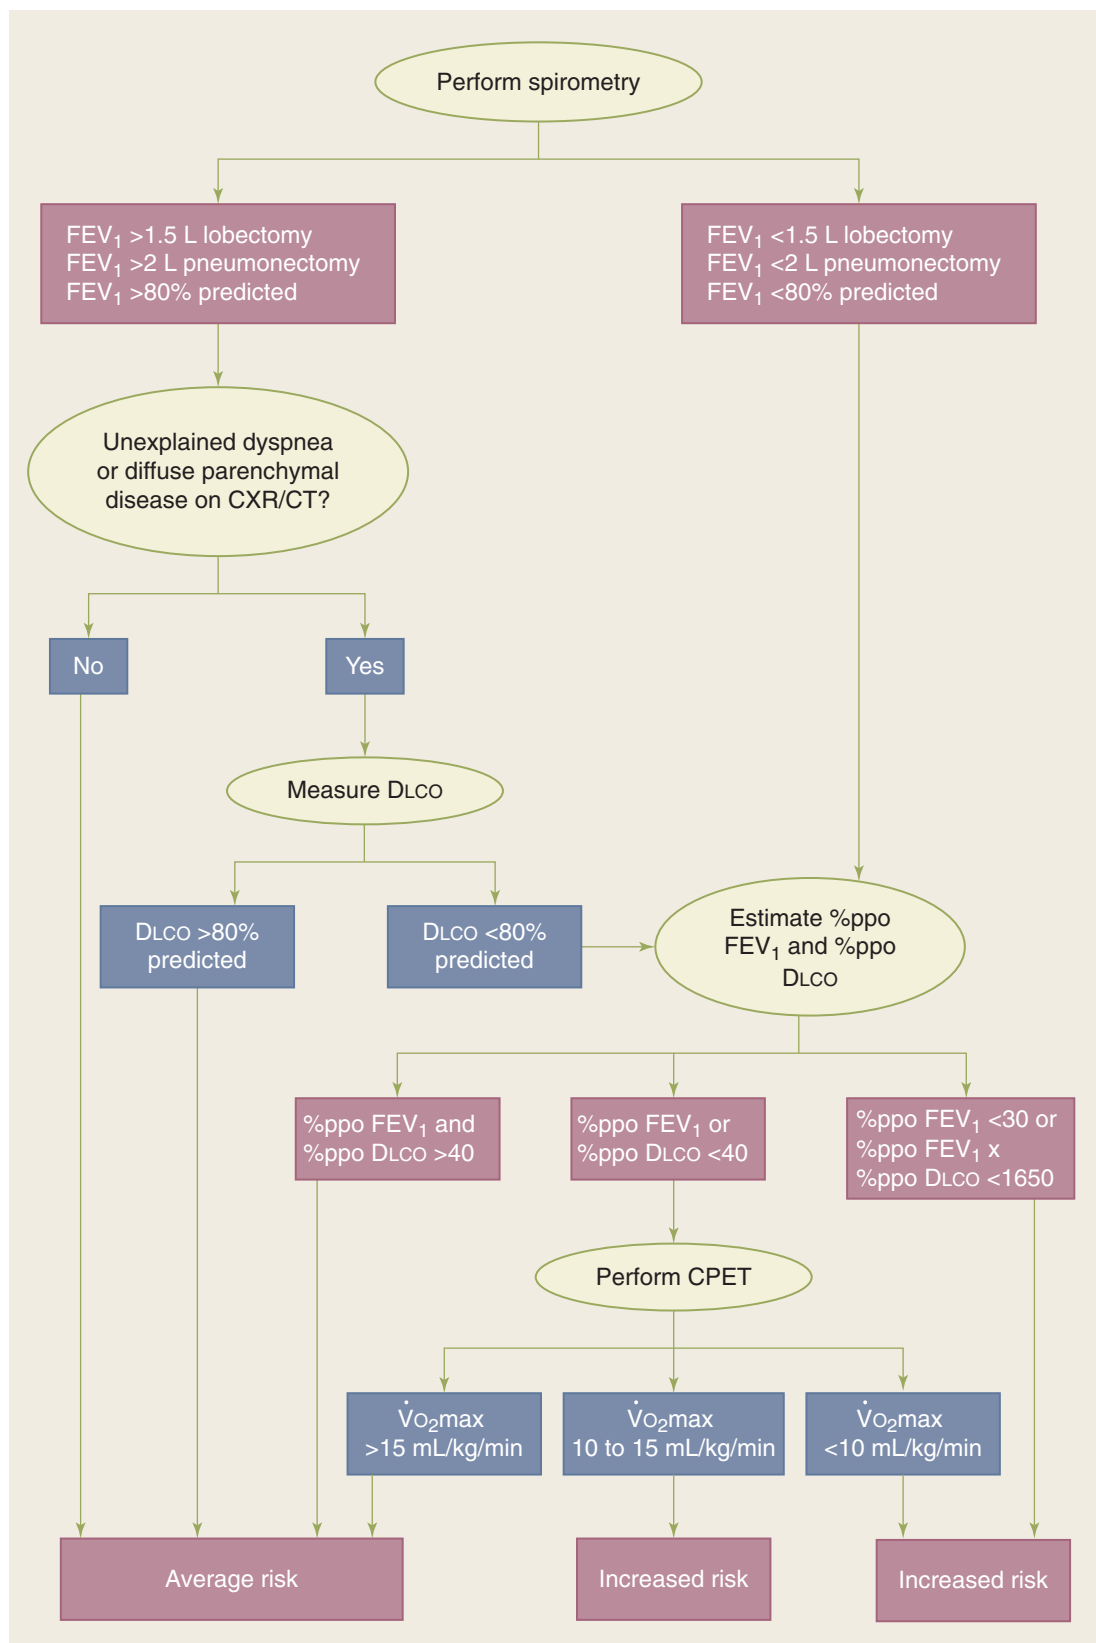 Perform spirometry
FEV1 >1.5 L lobectomy
FEV1 >2 L pneumonectomy
FEV1 >80% predicted
FEV1 <1.5 L lobectomy
FEV1 <2 L pneumonectomy
FEV1 <80% predicted
Unexplained dyspnea
or diffuse parenchymal
disease on CXR/CT?
No
Yes
Measure DLCO
DLCO >80%
predicted
DLCO <80%
predicted
Estimate %ppo
FEV1 and %ppo
DLCO
%ppo FEV1 and
%ppo DLCO >40
%ppo FEV1 or
%ppo DLCO <40
%ppo FEV1 <30 or
%ppo FEV1 x
%ppo DLCO <1650
Perform CPET
V̇O2max
>15 mL/kg/min
V̇O2max
10 to 15 mL/kg/min
V̇O2max
<10 mL/kg/min
Average risk
Increased risk
Increased risk